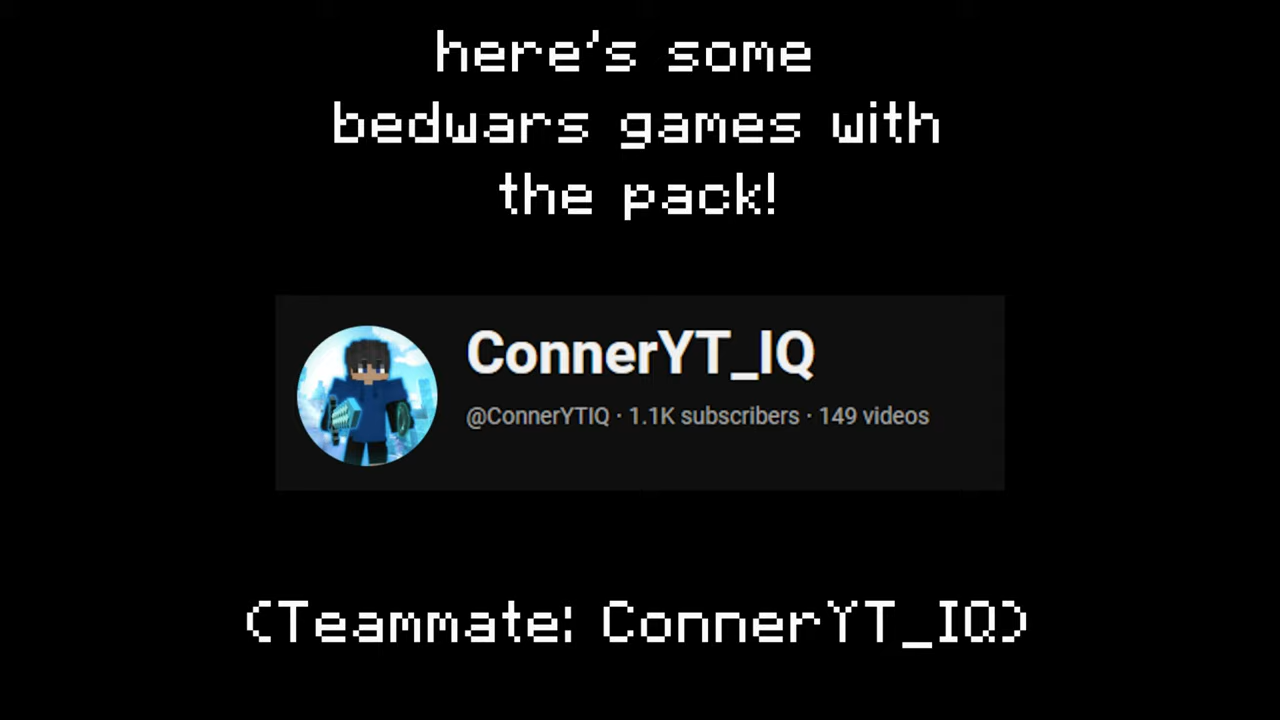 here's some
bedwars games with
the pack!
ConnerYT_IQ
@ConnerYTIQ · 1.1K subscribers · 149 videos
(Teammate: ConnerYT_IQ)